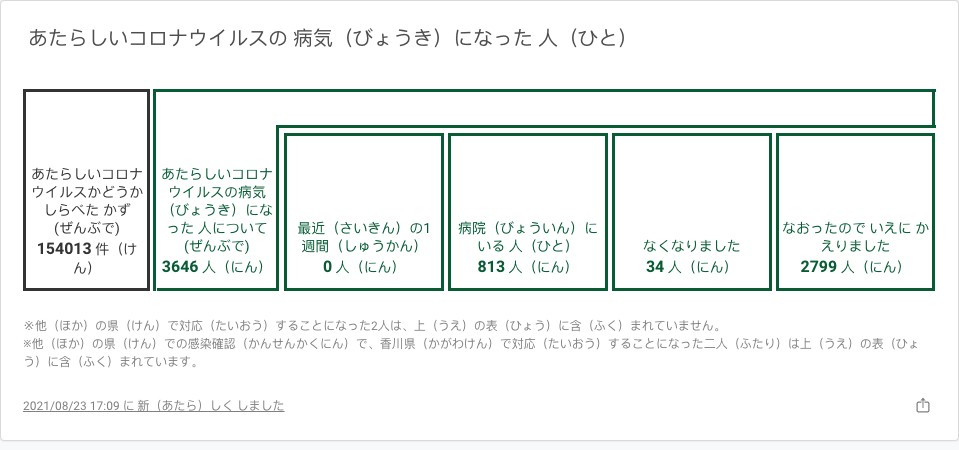 あたらしいコロナウイルスの 病気（びょうき）になった 人（ひと）
あたらしいコロナ
ウイルスかどうか
しらべた かず
(ぜんぶで)
154013 件（け
ん）
あたらしいコロナ
ウイルスの病気
（びょうき）にな
った 人について
(ぜんぶで)
3646 人（にん）
最近（さいきん）の1
週間（しゅうかん）
0 人（にん）
病院（びょういん）に
いる 人（ひと）
813 人（にん）
なくなりました
34 人（にん）
なおったので いえに か
えりました
2799 人（にん）
※他（ほか）の県（けん）で対応（たいおう）することになった2人は、上（うえ）の表（ひょう）に含（ふく）まれていません。
※他（ほか）の県（けん）での感染確認（かんせんかくにん）で、香川県（かがわけん）で対応（たいおう）することになった二人（ふたり）は上（うえ）の表（ひょ
う）に含（ふく）まれています。
2021/08/23 17:09 に 新（あたら）しく しました